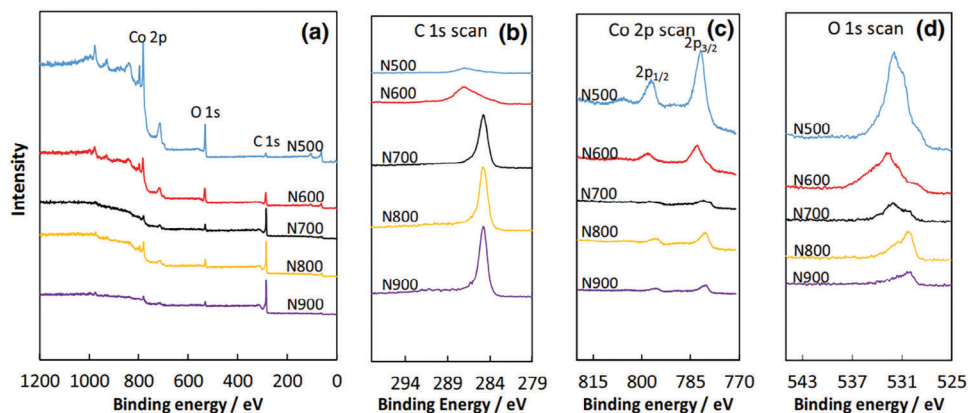 (a)
Co 2p
O 1s
C 1s
N500
N600
N700
N800
N900
Intensity
1200 1000 800 600 400 200 0
Binding energy / eV
C 1s scan
(b)
N500
N600
N700
N800
N900
294 289 284 279
Binding Energy / eV
(c)
Co 2p scan
2p3/2
2p1/2
N500
N600
N700
N800
N900
815 800 785 770
Binding energy / eV
O 1s scan
(d)
N500
N600
N700
N800
N900
543 537 531 525
Binding energy / eV